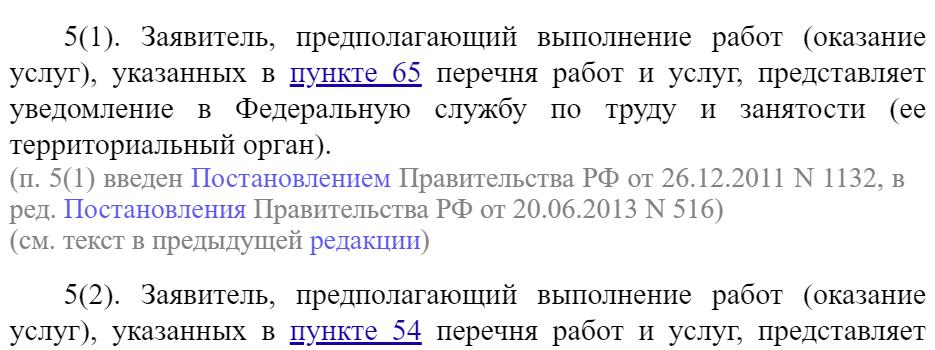 5(1). Заявитель, предполагающий выполнение работ (оказание
услуг), указанных в пункте 65 перечня работ и услуг, представляет
уведомление в Федеральную службу по труду и занятости (ее
территориальный орган).
(п. 5(1) введен Постановлением Правительства РФ от 26.12.2011 N 1132, в
ред. Постановления Правительства РФ от 20.06.2013 N 516)
(см. текст в предыдущей редакции)
5(2). Заявитель, предполагающий выполнение работ (оказание
услуг), указанных в пункте 54 перечня работ и услуг, представляет